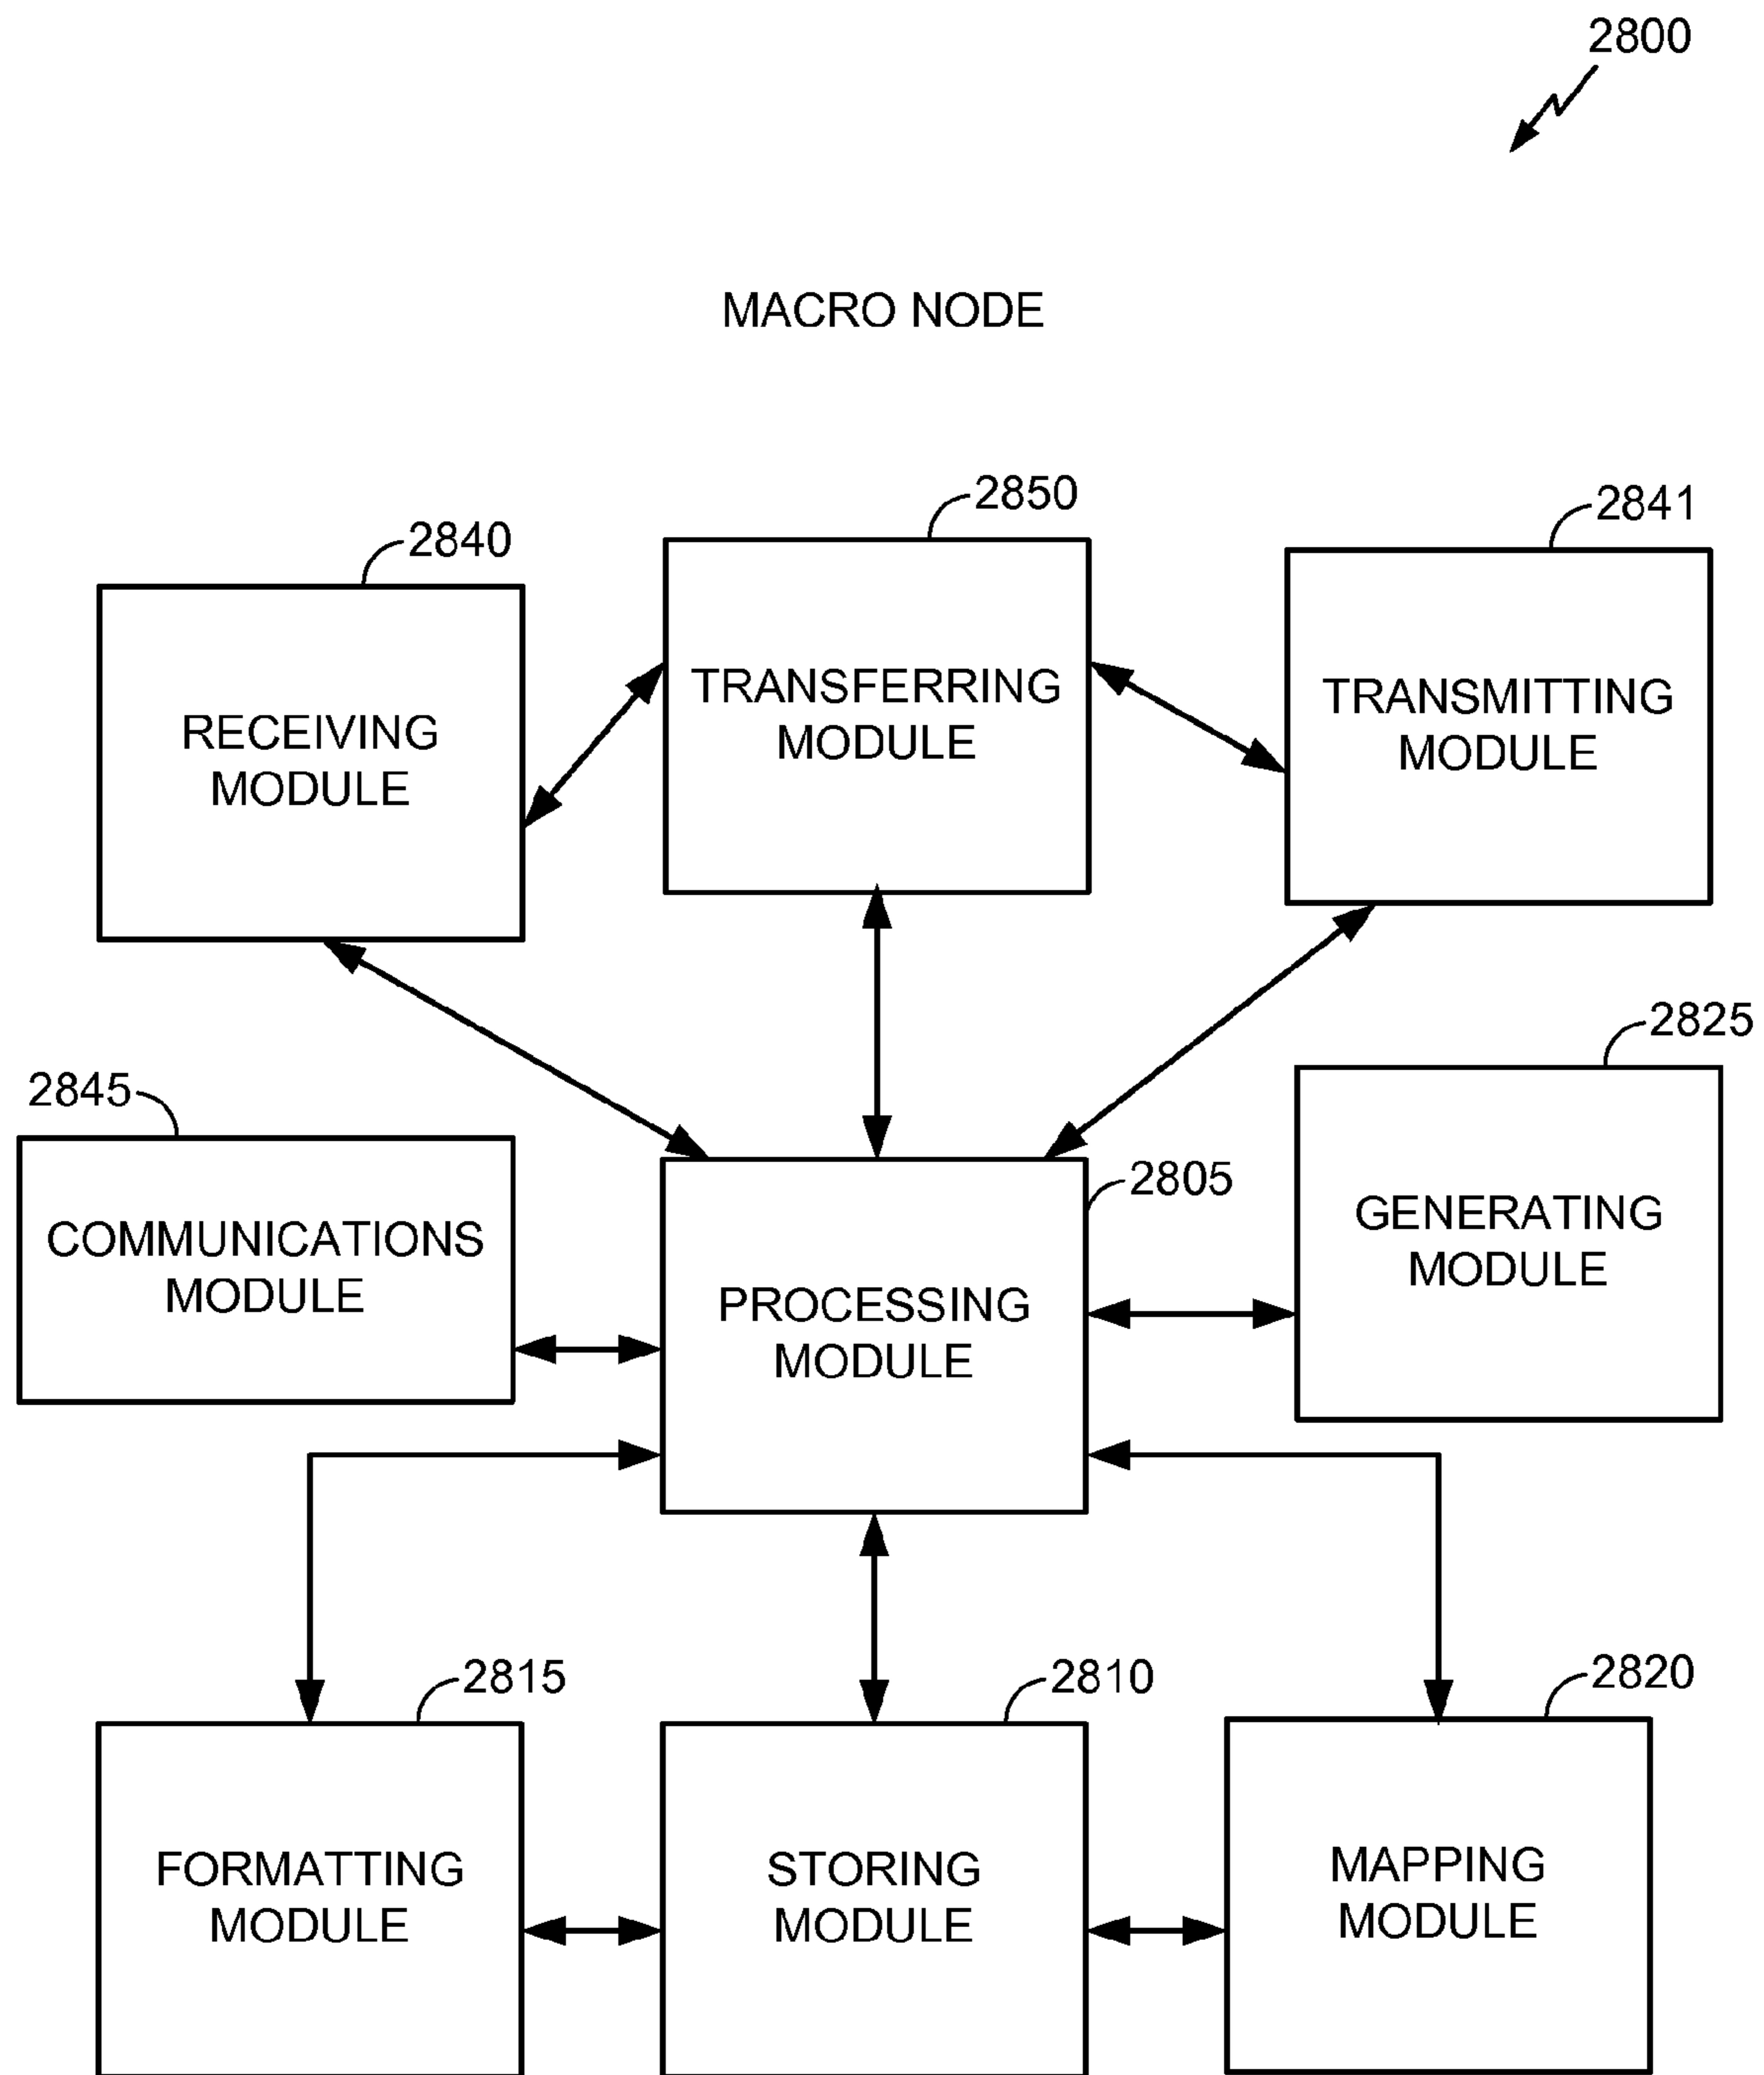 2800
MACRO NODE
2850
2841
2840
TRANSFERRING
MODULE
TRANSMITTING
MODULE
RECEIVING
MODULE
2825
2845
2805
GENERATING
MODULE
COMMUNICATIONS
MODULE
PROCESSING
MODULE
2815
2810
2820
FORMATTING
MODULE
STORING
MODULE
MAPPING
MODULE